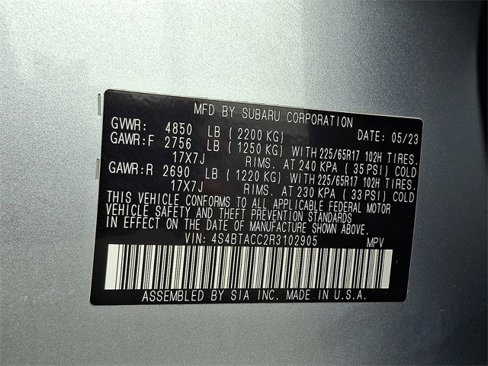 MFD BY SUBARU CORPORATION
GVWR: 4850 LB (2200 KG) DATE: 05/23
GAWR:F 2756 LB (1250 KG) WITH 225/65R17 102H TIRES.
17X7J RIMS. AT 240 KPA (35 PSI) COLD
GAWR:R 2690 LB (1220 KG) WITH 225/65R17 102H TIRES.
17X7J RIMS. AT 230 KPA (33 PSI) COLD
THIS VEHICLE CONFORMS TO ALL APPLICABLE FEDERAL MOTOR
VEHICLE SAFETY AND THEFT PREVENTION STANDARDS
IN EFFECT ON THE DATE OF MANUFACTURE SHOWN ABOVE.
VIN: 4S4BTACC2R3102905 MPV
ASSEMBLED BY SIA INC. MADE IN U.S.A.